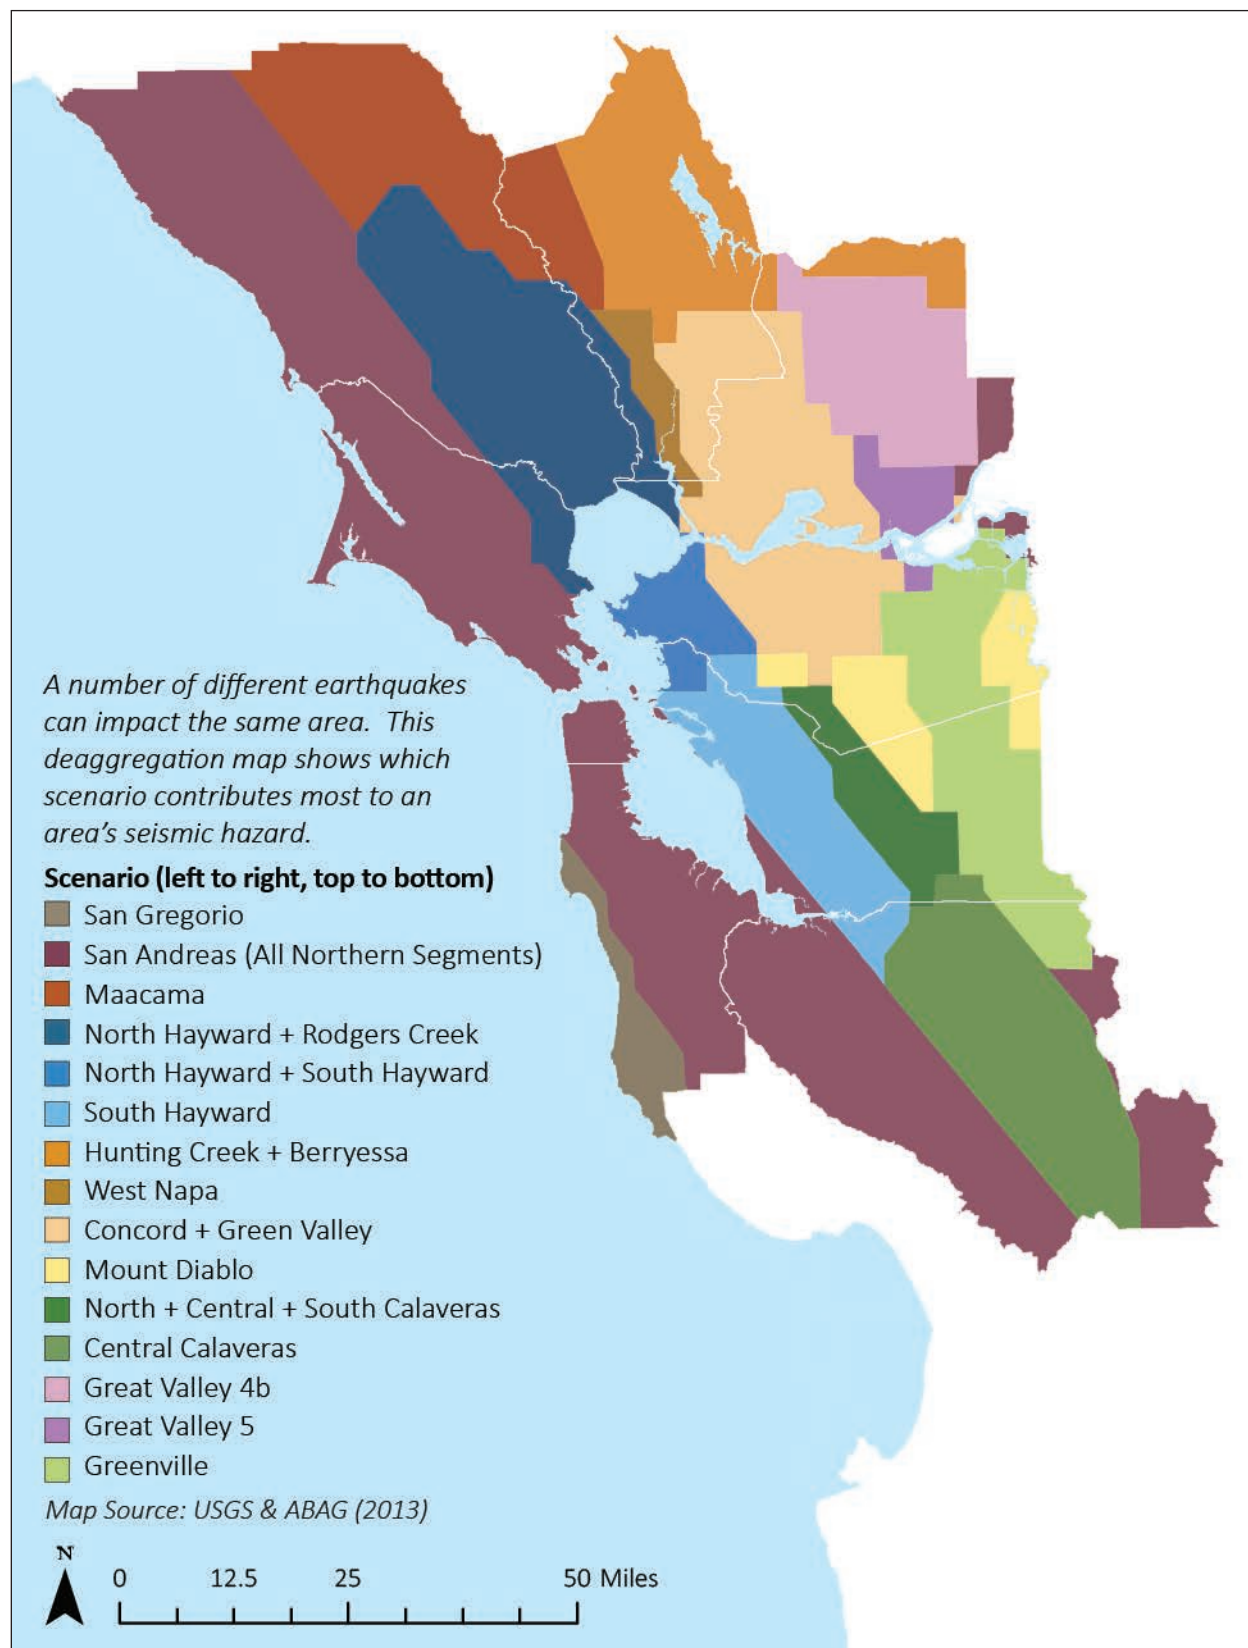 A number of different earthquakes
can impact the same area.  This
deaggregation map shows which
scenario contributes most to an
area's seismic hazard.
Scenario (left to right, top to bottom)
San Gregorio
San Andreas (All Northern Segments)
Maacama
North Hayward + Rodgers Creek
North Hayward + South Hayward
South Hayward
Hunting Creek + Berryessa
West Napa
Concord + Green Valley
Mount Diablo
North + Central + South Calaveras
Central Calaveras
Great Valley 4b
Great Valley 5
Greenville
Map Source: USGS & ABAG (2013)
N
0 12.5 25 50 Miles